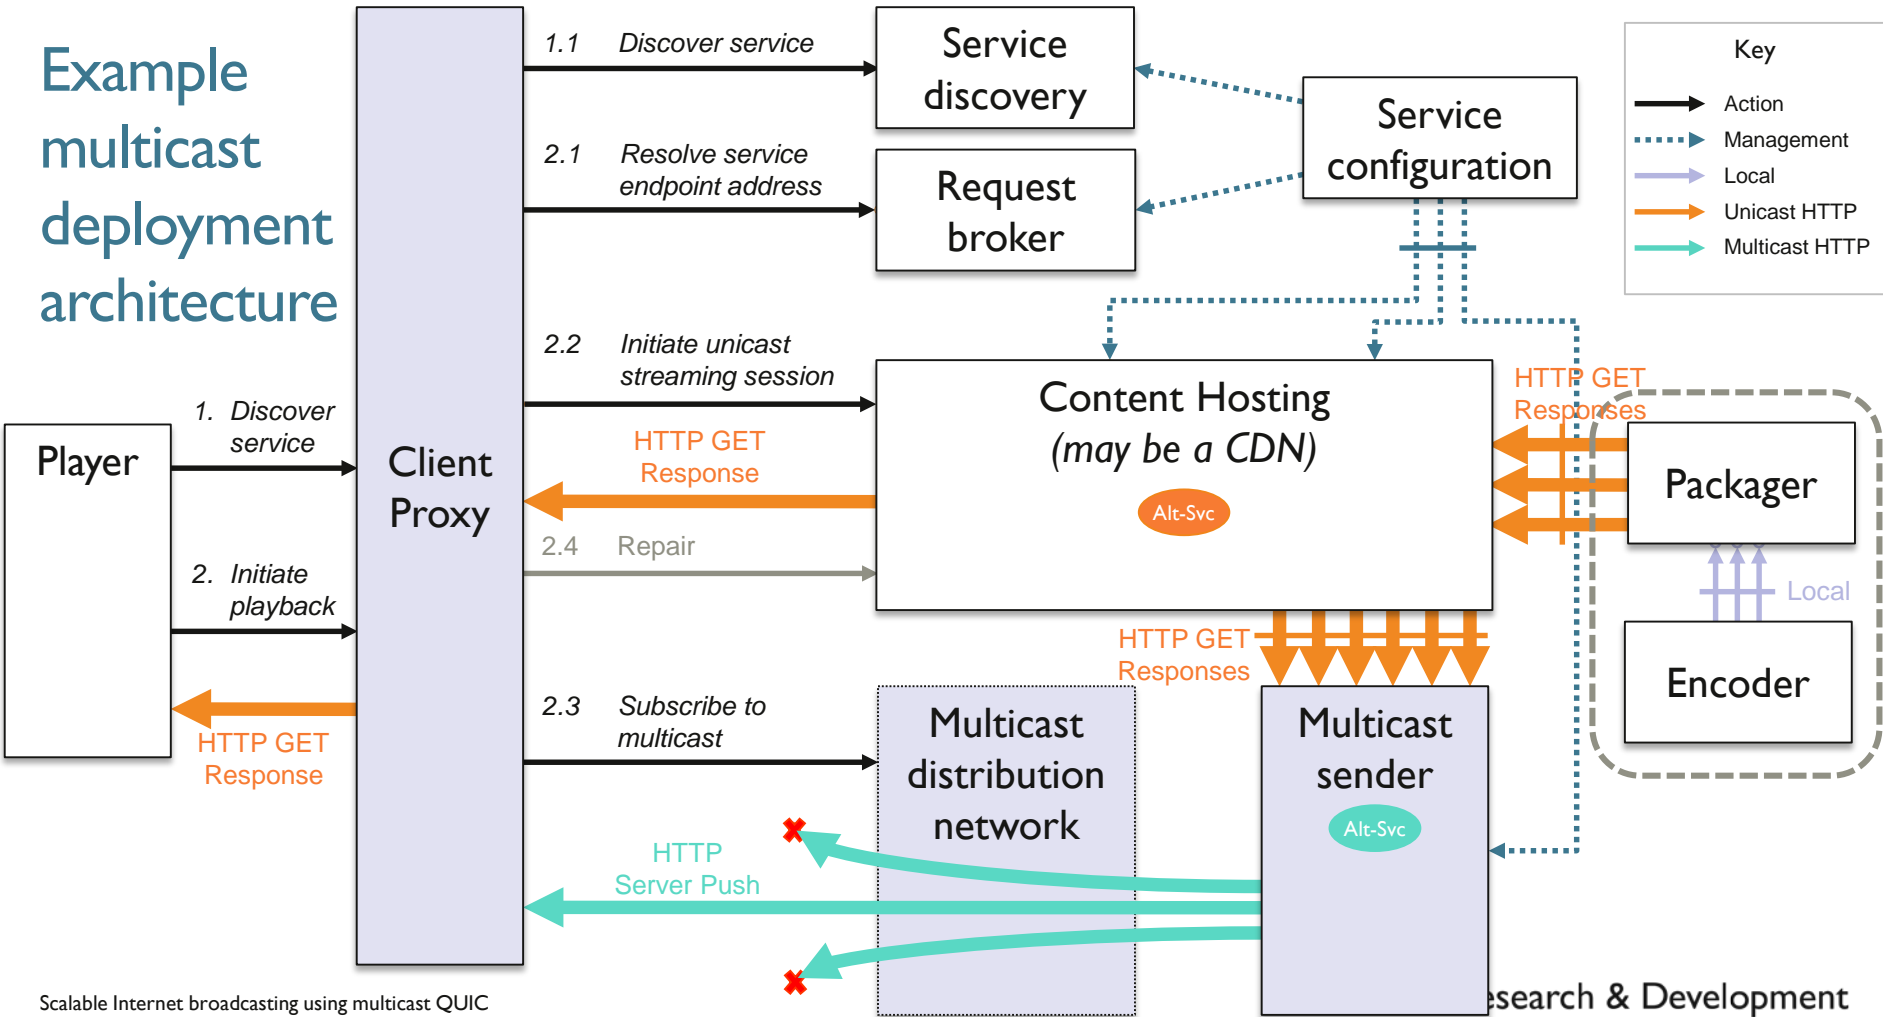 Example
multicast
deployment
architecture
1.1 Discover service
Service
discovery
2.1 Resolve service
endpoint address
Request
broker
Service
configuration
Key
Action
Management
Local
Unicast HTTP
Multicast HTTP
2.2 Initiate unicast
streaming session
Content Hosting
(may be a CDN)
Alt-Svc
HTTP GET
Responses
Packager
Local
Encoder
Player
1. Discover
service
2. Initiate
playback
HTTP GET
Response
Client
Proxy
HTTP GET
Response
2.4 Repair
HTTP GET
Responses
2.3 Subscribe to
multicast
Multicast
distribution
network
Multicast
sender
Alt-Svc
HTTP
Server Push
Scalable Internet broadcasting using multicast QUIC
esearch & Development